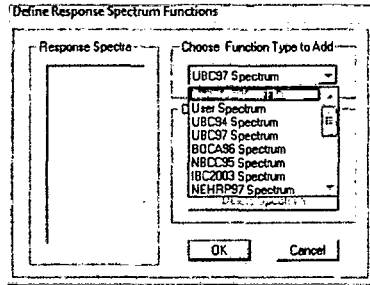 Define Response Spectrum Functions
Response Spectra
Choose Function Type to Add
UBC97 Spectrum
User Spectrum
UBC94 Spectrum
UBC97 Spectrum
BOCA96 Spectrum
NBCC95 Spectrum
IBC2003 Spectrum
NEHRP97 Spectrum
OK
Cancel